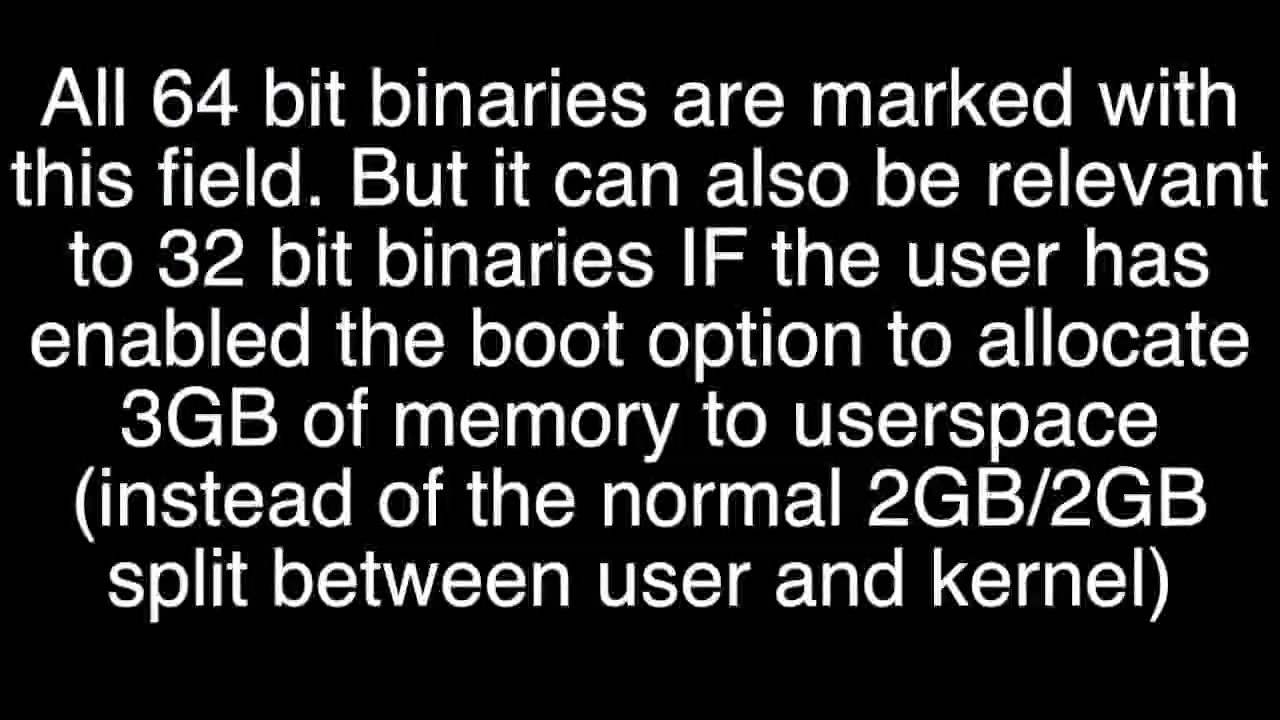 All 64 bit binaries are marked with
this field. But it can also be relevant
to 32 bit binaries IF the user has
enabled the boot option to allocate
3GB of memory to userspace
(instead of the normal 2GB/2GB
split between user and kernel)